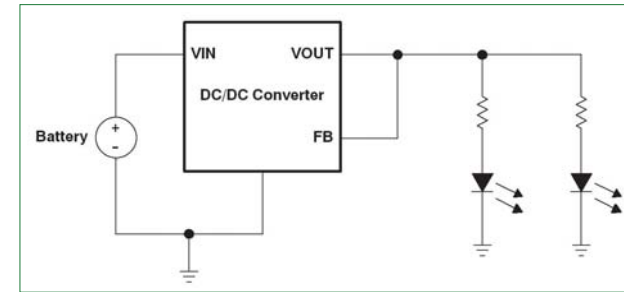 VIN VOUT
DC/DC Converter
Battery + -
FB